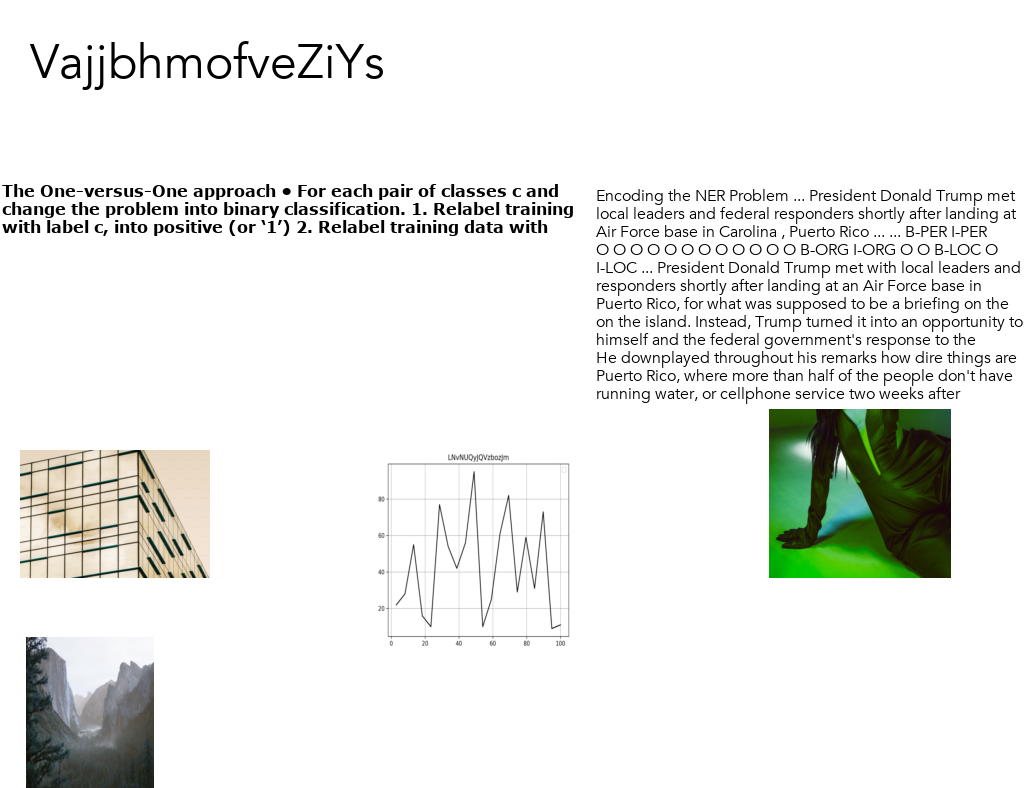 VajjbhmofveZiYs
The One-versus-One approach • For each pair of classes c and
change the problem into binary classification. 1. Relabel training
with label c, into positive (or ‘1’) 2. Relabel training data with
Encoding the NER Problem ... President Donald Trump met
local leaders and federal responders shortly after landing at
Air Force base in Carolina , Puerto Rico ... ... B-PER I-PER
O O O O O O O O O O O O B-ORG I-ORG O O B-LOC O
I-LOC ... President Donald Trump met with local leaders and
responders shortly after landing at an Air Force base in
Puerto Rico, for what was supposed to be a briefing on the
on the island. Instead, Trump turned it into an opportunity to
himself and the federal government's response to the
He downplayed throughout his remarks how dire things are
Puerto Rico, where more than half of the people don't have
running water, or cellphone service two weeks after
LNvNUQyJQVzbozJm
80
60
40
20
0 20 40 60 80 100